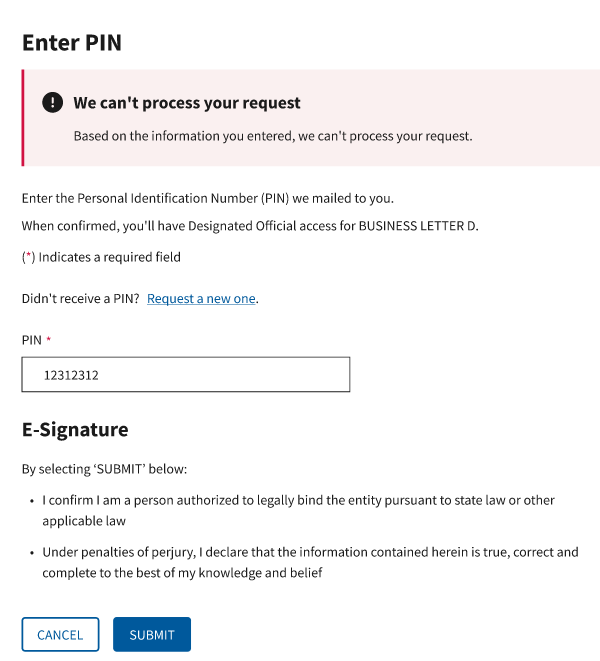 Enter PIN
We can't process your request
Based on the information you entered, we can't process your request.
Enter the Personal Identification Number (PIN) we mailed to you.
When confirmed, you'll have Designated Official access for BUSINESS LETTER D.
(*) Indicates a required field
Didn't receive a PIN? Request a new one.
PIN *
12312312
E-Signature
By selecting ‘SUBMIT’ below:
• I confirm I am a person authorized to legally bind the entity pursuant to state law or other
applicable law
• Under penalties of perjury, I declare that the information contained herein is true, correct and
complete to the best of my knowledge and belief
CANCEL SUBMIT